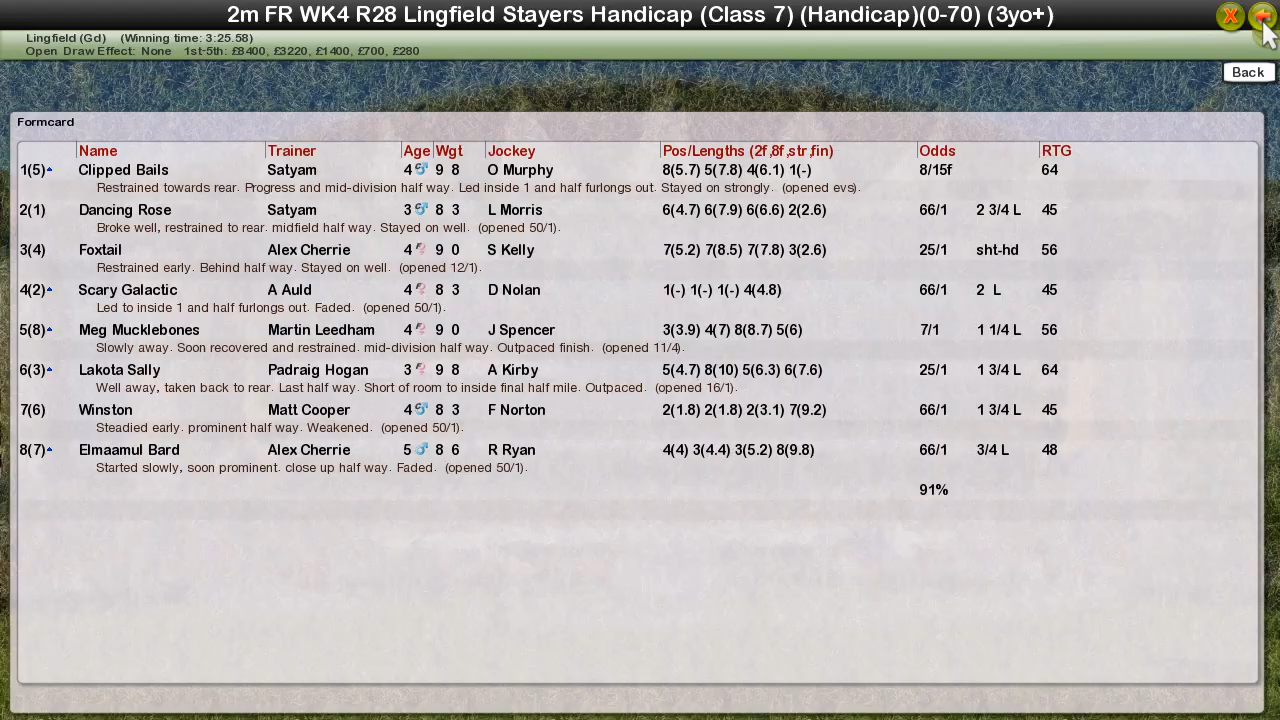 2m FR WK4 R28 Lingfield Stayers Handicap (Class 7) (Handicap)(0-70) (3yo+)
X
Lingfield (Gd) (Winning time: 3:25.58)
Open Draw Effect: None 1st-5th: £8400, £3220, £1400, £700, £280
Back
Formcard
Name Trainer Age Wgt Jockey Pos/Lengths (2f,8f,str,fin) Odds RTG
1(5) Clipped Bails Satyam 4 9 8 O Murphy 8(5.7) 5(7.8) 4(6.1) 1(-) 8/15f 64
Restrained towards rear. Progress and mid-division half way. Led inside 1 and half furlongs out. Stayed on strongly. (opened evs).
2(1) Dancing Rose Satyam 3 8 3 L Morris 6(4.7) 6(7.9) 6(6.6) 2(2.6) 66/1 2 3/4 L 45
Broke well, restrained to rear. midfield half way. Stayed on well. (opened 50/1).
3(4) Foxtail Alex Cherrie 4 9 0 S Kelly 7(5.2) 7(8.5) 7(7.8) 3(2.6) 25/1 sht-hd 56
Restrained early. Behind half way. Stayed on well. (opened 12/1).
4(2) Scary Galactic A Auld 4 8 3 D Nolan 1(-) 1(-) 1(-) 4(4.8) 66/1 2 L 45
Led to inside 1 and half furlongs out. Faded. (opened 50/1).
5(8) Meg Mucklebones Martin Leedham 4 9 0 J Spencer 3(3.9) 4(7) 8(8.7) 5(6) 7/1 1 1/4 L 56
Slowly away. Soon recovered and restrained. mid-division half way. Outpaced finish. (opened 11/4).
6(3) Lakota Sally Padraig Hogan 3 9 8 A Kirby 5(4.7) 8(10) 5(6.3) 6(7.6) 25/1 1 3/4 L 64
Well away, taken back to rear. Last half way. Short of room to inside final half mile. Outpaced. (opened 16/1).
7(6) Winston Matt Cooper 4 8 3 F Norton 2(1.8) 2(1.8) 2(3.1) 7(9.2) 66/1 1 3/4 L 45
Steadied early. prominent half way. Weakened. (opened 50/1).
8(7) Elmaamul Bard Alex Cherrie 5 8 6 R Ryan 4(4) 3(4.4) 3(5.2) 8(9.8) 66/1 3/4 L 48
Started slowly, soon prominent. close up half way. Faded. (opened 50/1).
91%